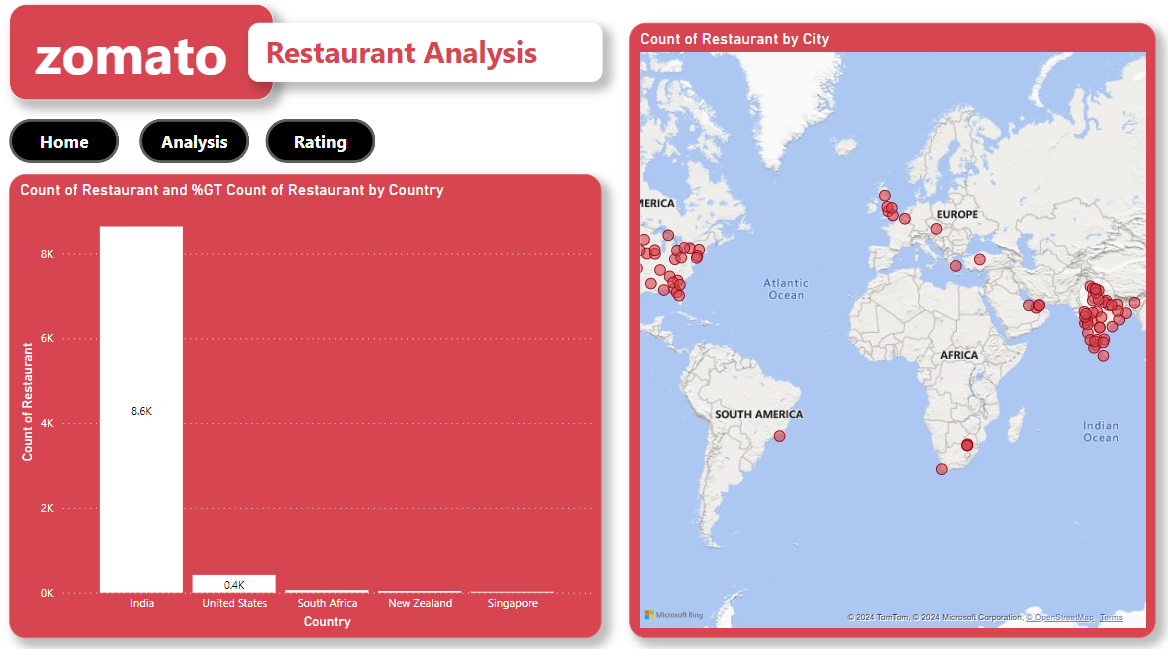 zomato
Restaurant Analysis
Home
Analysis
Rating
Count of Restaurant and %GT Count of Restaurant by Country
Count of Restaurant
8K
6K
4K
2K
0K
8.6K
0.4K
India
United States
South Africa
New Zealand
Singapore
Country
Count of Restaurant by City
MERICA
EUROPE
Atlantic
Ocean
AFRICA
SOUTH AMERICA
Indian
Ocean
Microsoft Bing
© 2024 TomTom, © 2024 Microsoft Corporation, © OpenStreetMap Terms